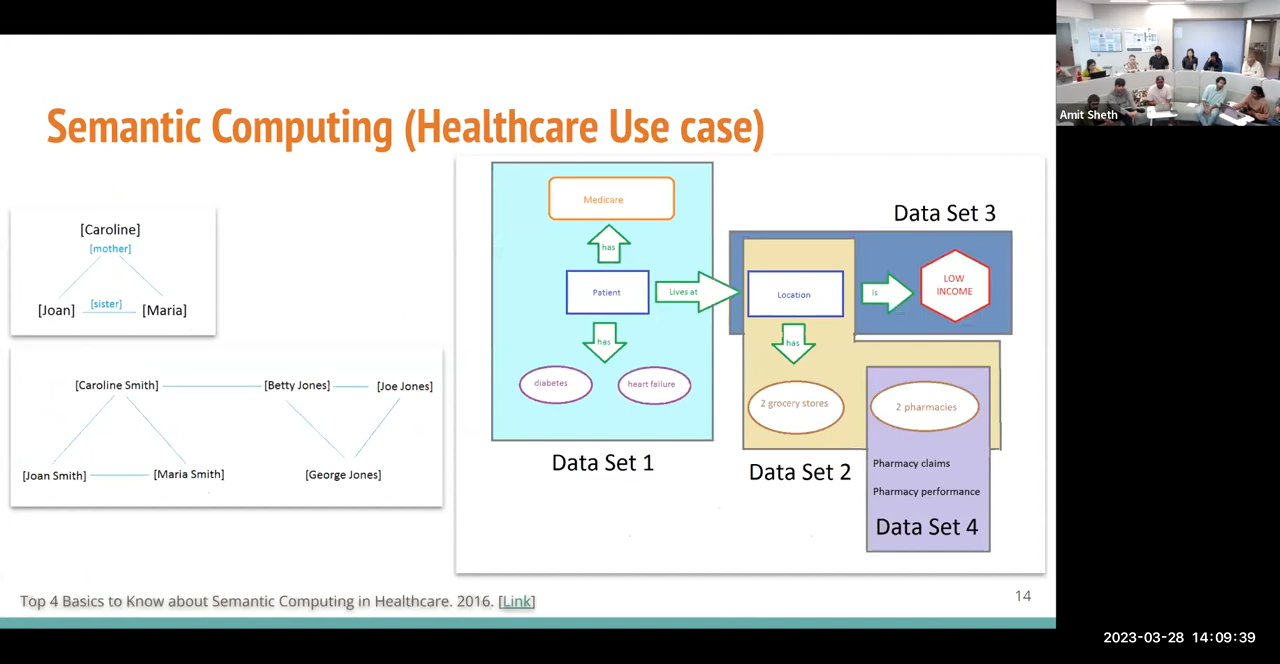 Semantic Computing (Healthcare Use case)
Amit Sheth
[Caroline]
[mother]
[Joan] [sister] [Maria]
[Caroline Smith] [Betty Jones] [Joe Jones]
[Joan Smith] [Maria Smith] [George Jones]
Medicare
has
Patient
Lives at
has
diabetes
heart failure
Data Set 1
Data Set 3
Location
is
LOW
INCOME
has
2 grocery stores
Data Set 2
2 pharmacies
Pharmacy claims
Pharmacy performance
Data Set 4
Top 4 Basics to Know about Semantic Computing in Healthcare. 2016. [Link]
14
2023-03-28 14:09:39